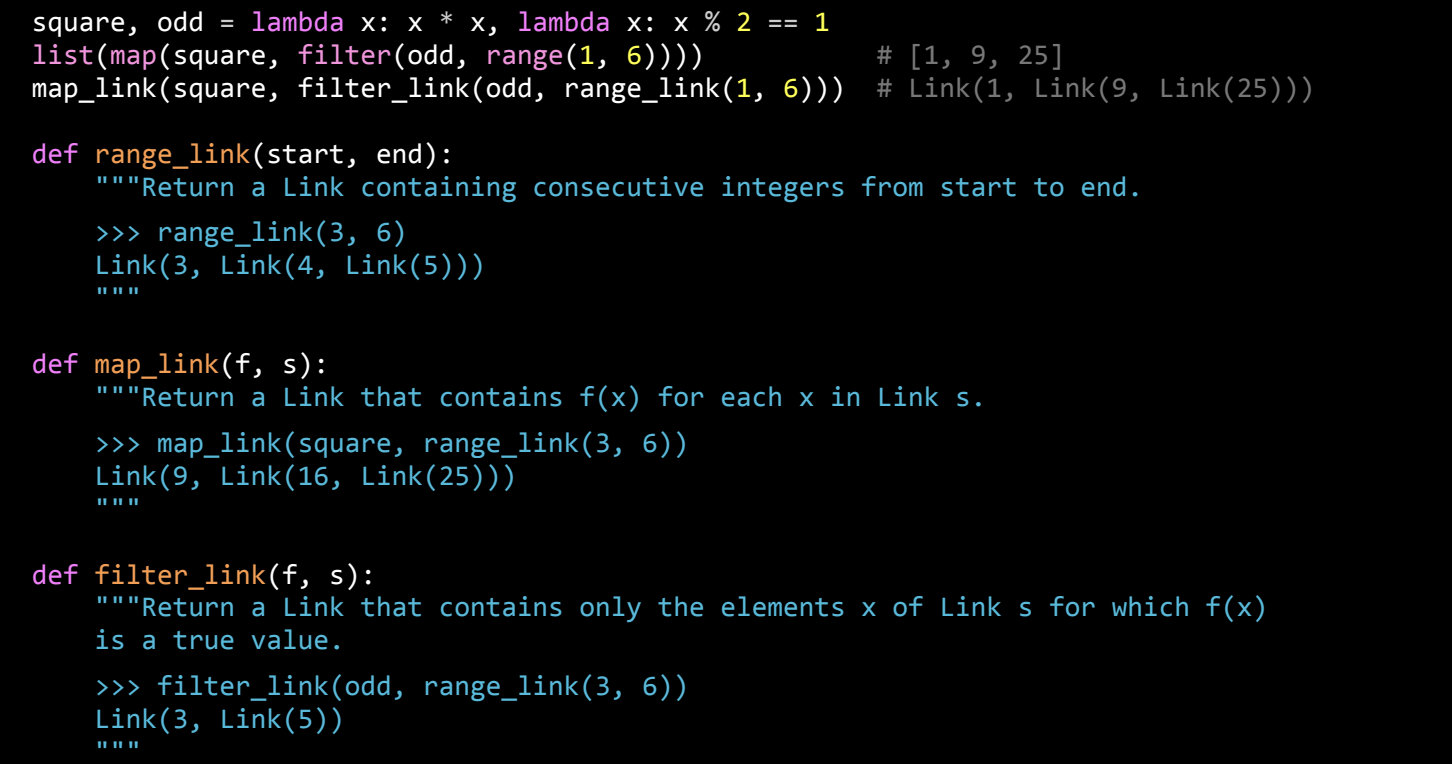 square, odd = lambda x: x * x, lambda x: x % 2 == 1
list(map(square, filter(odd, range(1, 6))))           # [1, 9, 25]
map_link(square, filter_link(odd, range_link(1, 6)))  # Link(1, Link(9, Link(25)))
def range_link(start, end):
    """Return a Link containing consecutive integers from start to end.
    >>> range_link(3, 6)
    Link(3, Link(4, Link(5)))
    """
def map_link(f, s):
    """Return a Link that contains f(x) for each x in Link s.
    >>> map_link(square, range_link(3, 6))
    Link(9, Link(16, Link(25)))
    """
def filter_link(f, s):
    """Return a Link that contains only the elements x of Link s for which f(x)
    is a true value.
    >>> filter_link(odd, range_link(3, 6))
    Link(3, Link(5))
    """